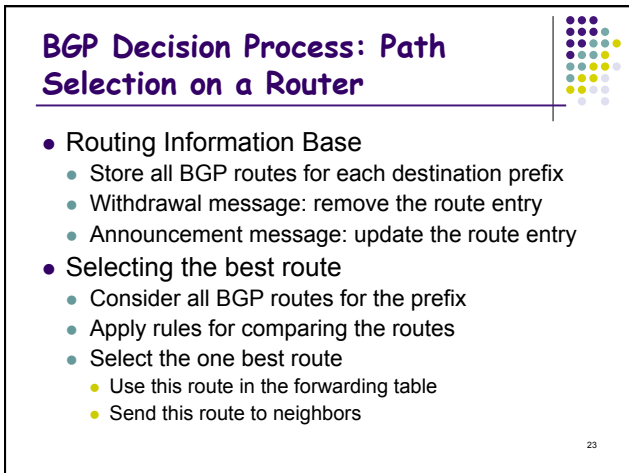 BGP Decision Process: Path
Selection on a Router
Routing Information Base
Store all BGP routes for each destination prefix
Withdrawal message: remove the route entry
Announcement message: update the route entry
Selecting the best route
Consider all BGP routes for the prefix
Apply rules for comparing the routes
Select the one best route
Use this route in the forwarding table
Send this route to neighbors
23